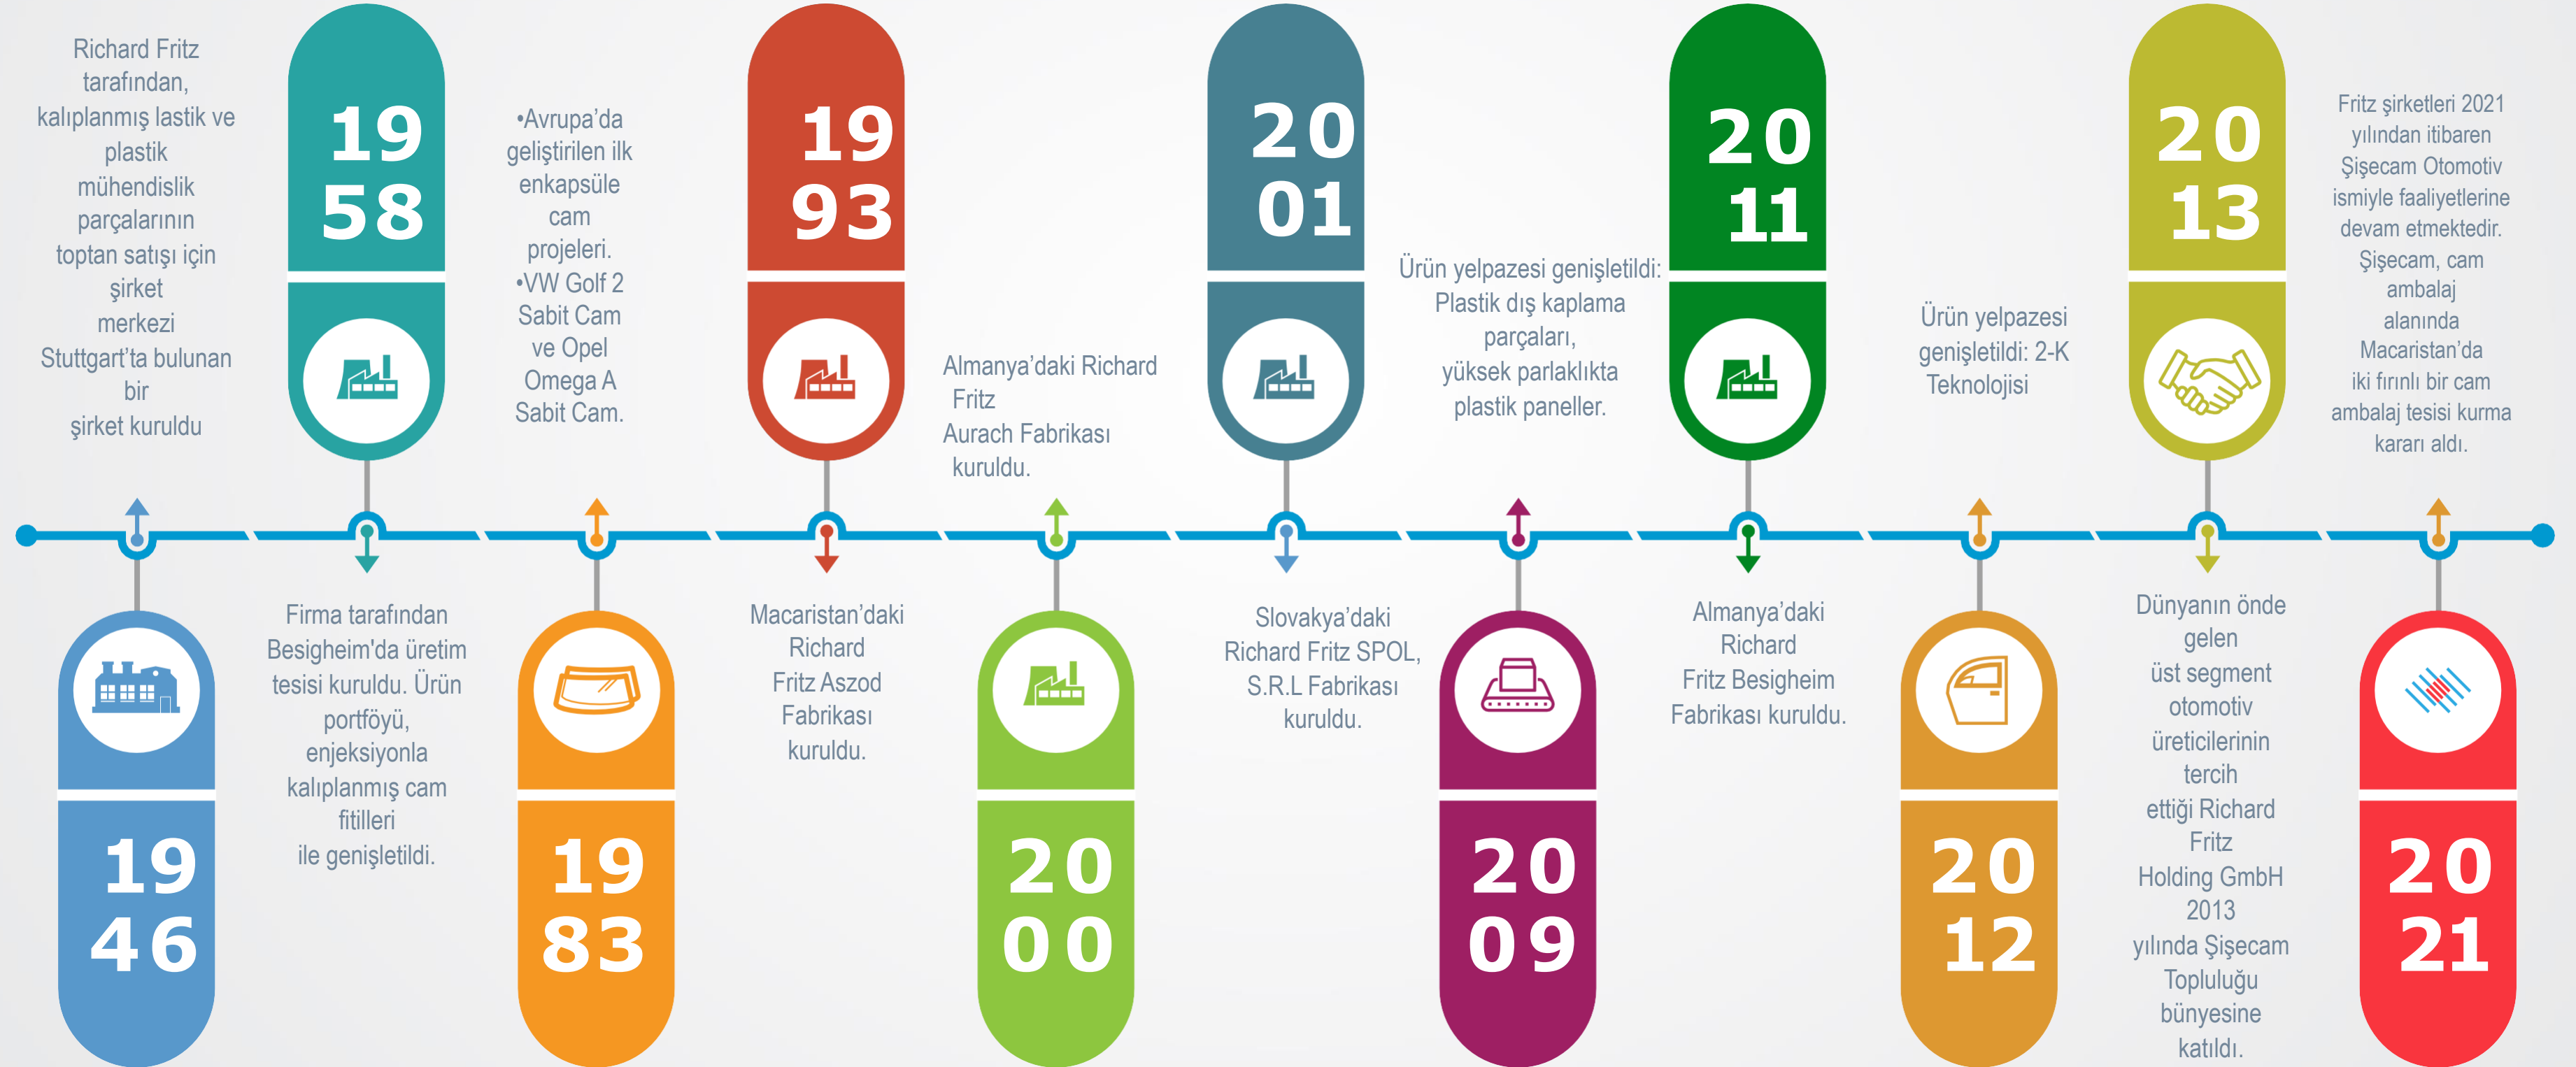 Richard Fritz
tarafından,
kalıplanmış lastik ve
plastik
mühendislik
parçalarının
toptan satışı için
şirket
merkezi
Stuttgart’ta bulunan
bir
şirket kuruldu
19
46
19
58
Firma tarafından
Besigheim'da üretim
tesisi kuruldu. Ürün
portföyü,
enjeksiyonla
kalıplanmış cam
fitilleri
ile genişletildi.
•Avrupa’da
geliştirilen ilk
enkapsüle
cam
projeleri.
•VW Golf 2
Sabit Cam
ve Opel
Omega A
Sabit Cam.
19
83
19
93
Macaristan’daki
Richard
Fritz Aszod
Fabrikası
kuruldu.
Almanya’daki Richard
Fritz
Aurach Fabrikası
kuruldu.
20
00
20
01
Slovakya’daki
Richard Fritz SPOL,
S.R.L Fabrikası
kuruldu.
Ürün yelpazesi genişletildi:
Plastik dış kaplama
parçaları,
yüksek parlaklıkta
plastik paneller.
20
09
20
11
Almanya’daki
Richard
Fritz Besigheim
Fabrikası kuruldu.
Ürün yelpazesi
genişletildi: 2-K
Teknolojisi
20
12
20
13
Dünyanın önde
gelen
üst segment
otomotiv
üreticilerinin
tercih
ettiği Richard
Fritz
Holding GmbH
2013
yılında Şişecam
Topluluğu
bünyesine
katıldı.
Fritz şirketleri 2021
yılından itibaren
Şişecam Otomotiv
ismiyle faaliyetlerine
devam etmektedir.
Şişecam, cam
ambalaj
alanında
Macaristan’da
iki fırınlı bir cam
ambalaj tesisi kurma
kararı aldı.
20
21